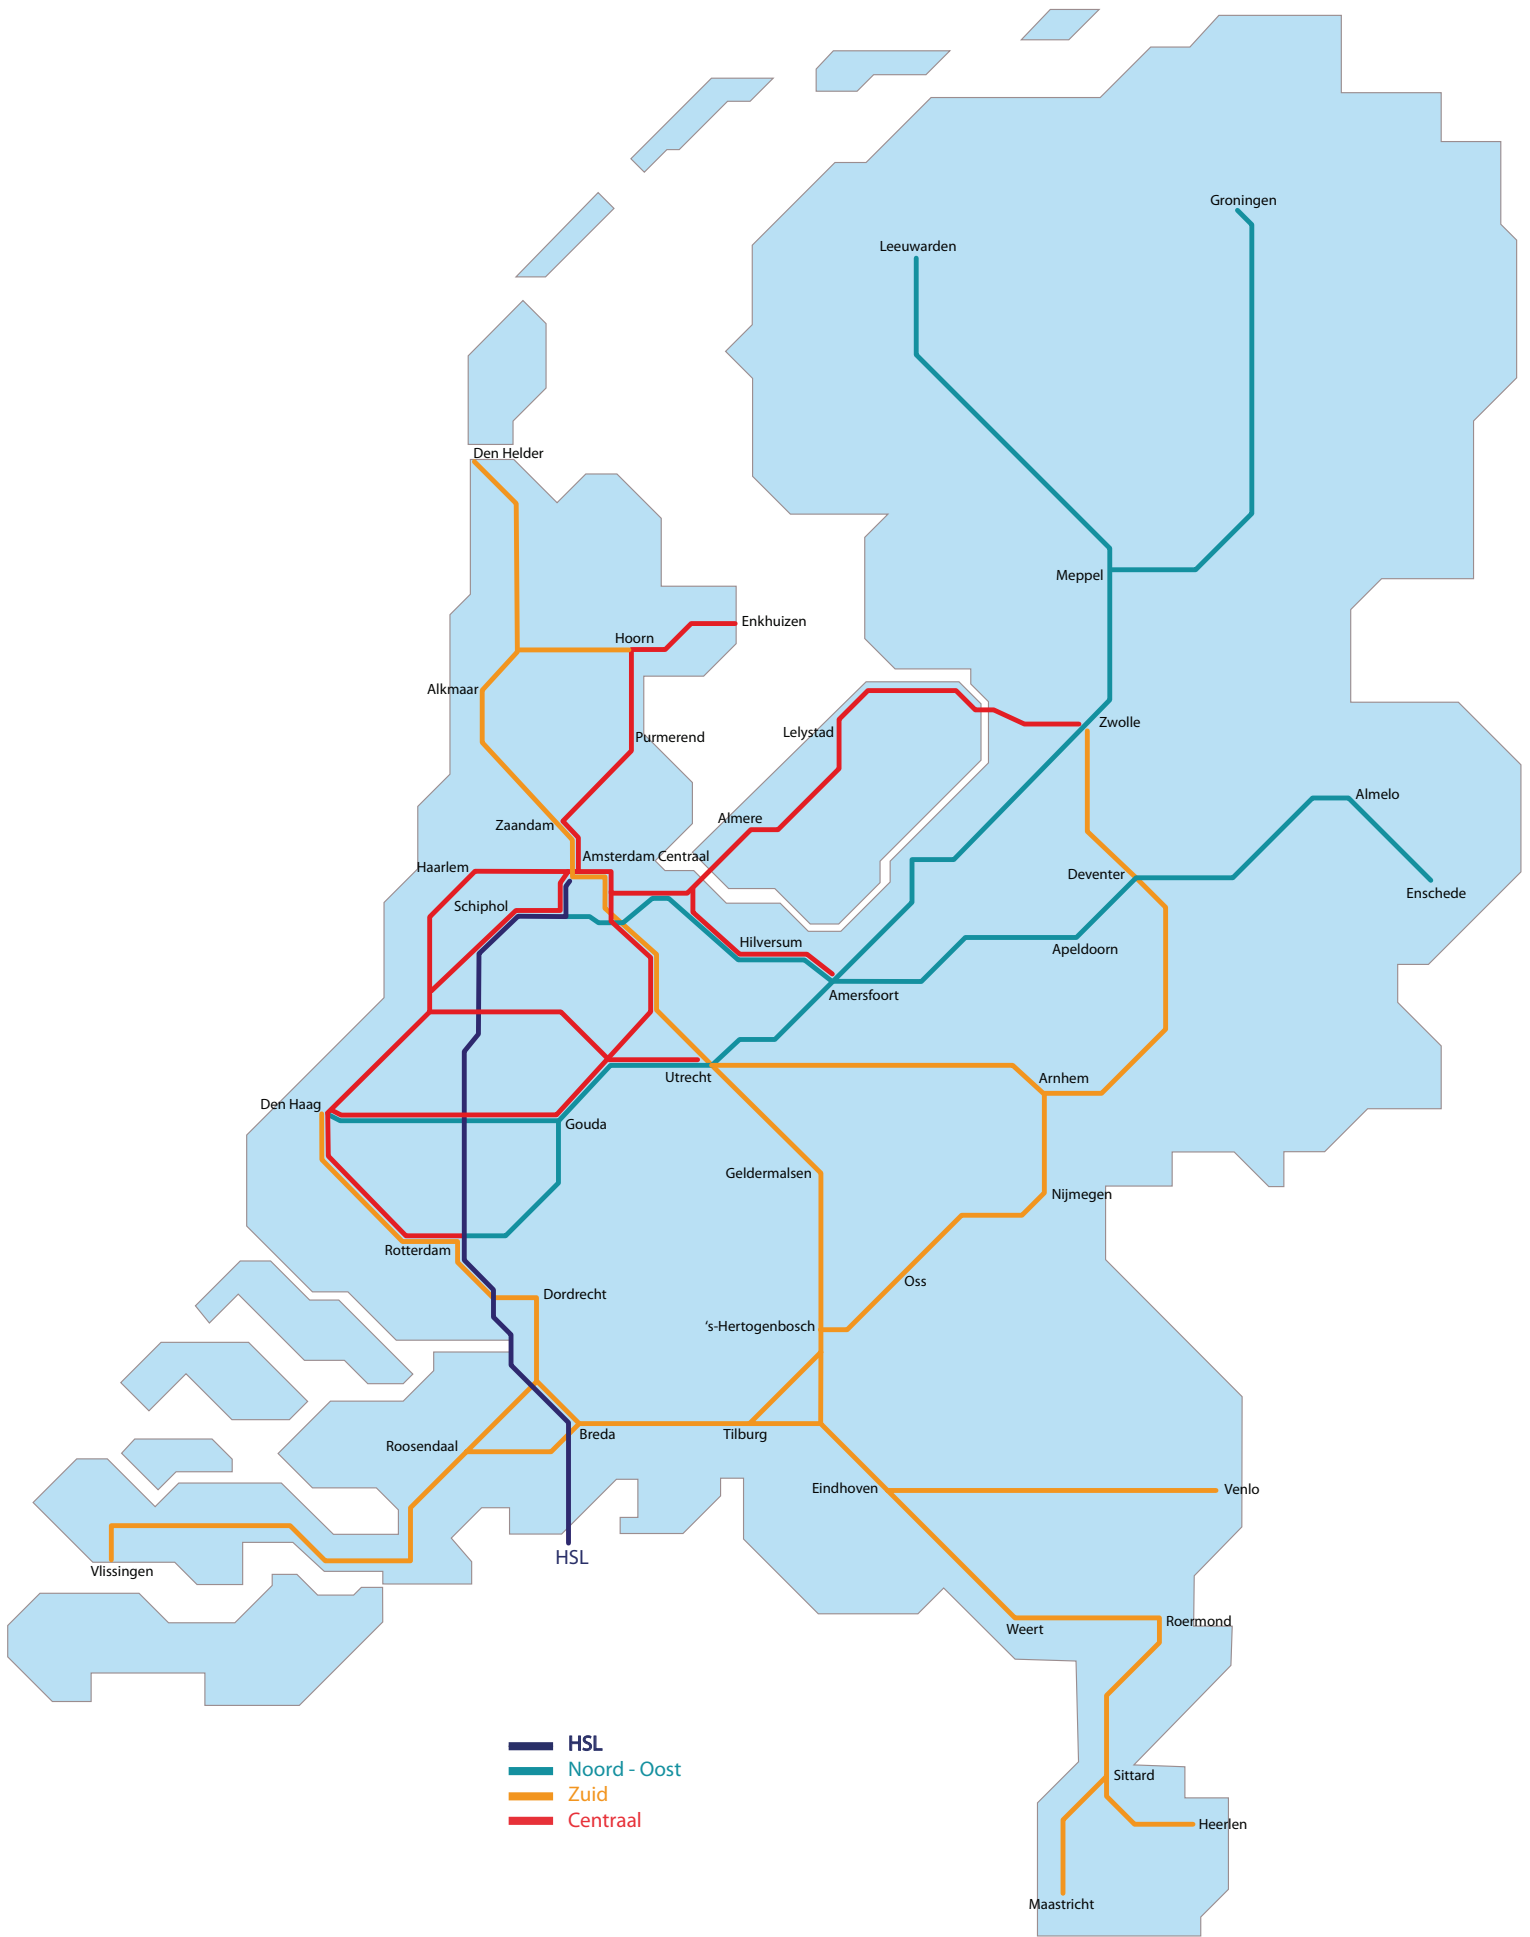 Groningen
Leeuwarden
Den Helder
Meppel
Enkhuizen
Hoorn
Alkmaar
Purmerend
Zwolle
Lelystad
Almelo
Almere
Zaandam
Amsterdam Centraal
Haarlem
Deventer
Enschede
Schiphol
Hilversum
Apeldoorn
Amersfoort
Utrecht
Arnhem
Den Haag
Gouda
Geldermalsen
Nijmegen
Rotterdam
Oss
Dordrecht
‘s-Hertogenbosch
Breda
Tilburg
Roosendaal
Eindhoven
Venlo
HSL
Vlissingen
Roermond
Weert
HSL
Noord - Oost
Zuid
Centraal
Sittard
Heerlen
Maastricht